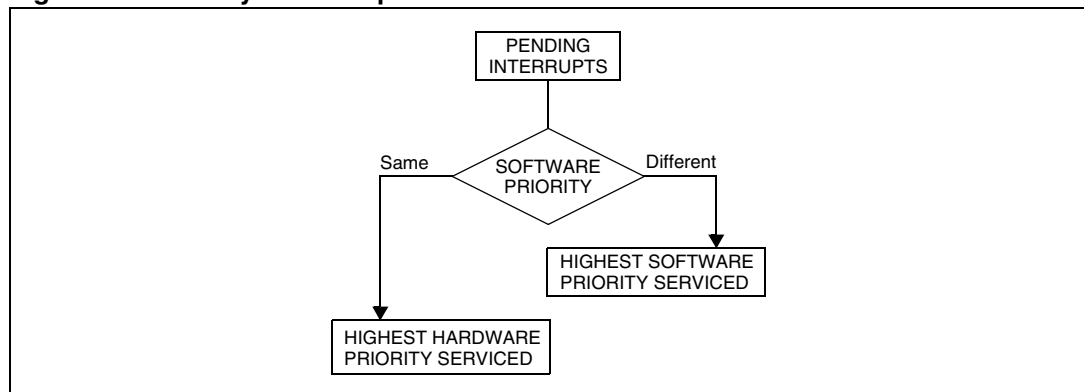 PENDING
INTERRUPTS
Same
SOFTWARE
PRIORITY
Different
HIGHEST SOFTWARE
PRIORITY SERVICED
HIGHEST HARDWARE
PRIORITY SERVICED